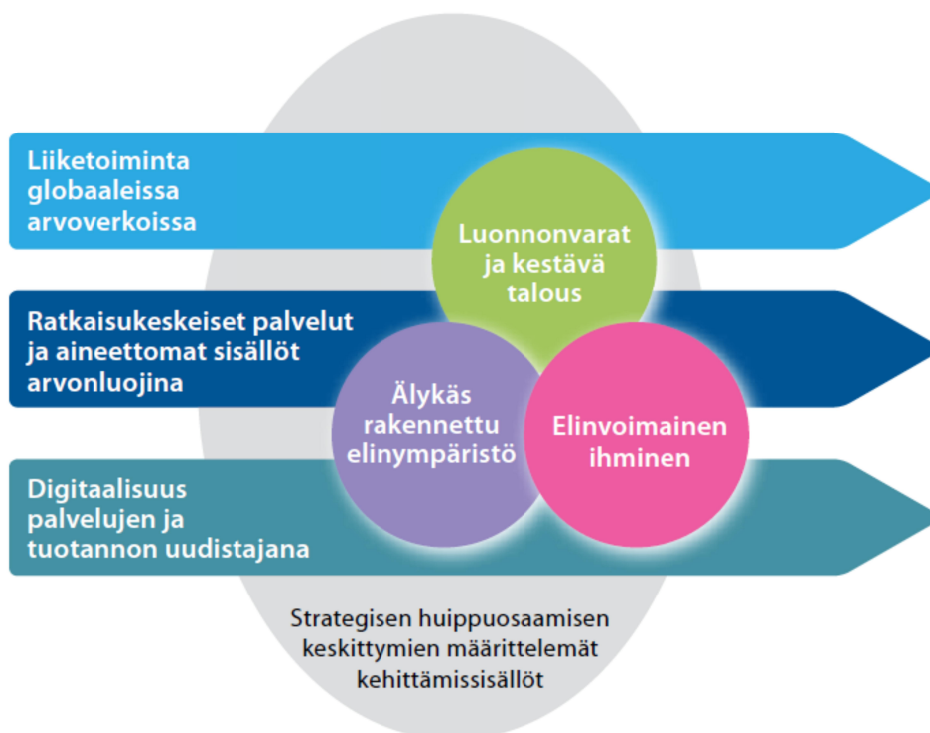 Liiketoiminta
globaaleissa
arvoverkoissa
Luonnonvarat
ja kestävä
talous
Ratkaisukeskeiset palvelut
ja aineettomat sisällöt
arvonluojina
Älykäs
rakennettu
elinympäristö
Elinvoimainen
ihminen
Digitaalisuus
palvelujen ja
tuotannon uudistajana
Strategisen huippuosaamisen
keskittymien määrittelemät
kehittämissisällöt